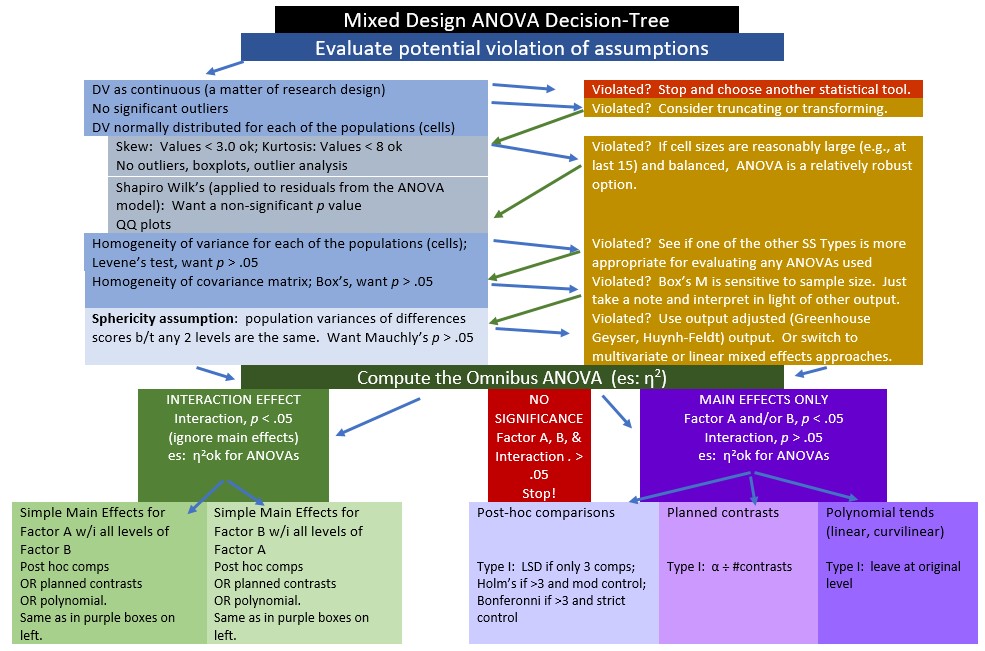 Mixed Design ANOVA Decision-Tree
Evaluate potential violation of assumptions
DV as continuous (a matter of research design)
No significant outliers
DV normally distributed for each of the populations (cells)
Skew:  Values < 3.0 ok; Kurtosis: Values < 8 ok
No outliers, boxplots, outlier analysis
Shapiro Wilk's (applied to residuals from the ANOVA
model):  Want a non-significant p value
QQ plots
Homogeneity of variance for each of the populations (cells);
Levene's test, want p > .05
Homogeneity of covariance matrix; Box's, want p > .05
Sphericity assumption:  population variances of differences
scores b/t any 2 levels are the same.  Want Mauchly's p > .05
Violated?  Stop and choose another statistical tool.
Violated?  Consider truncating or transforming.
Violated?  If cell sizes are reasonably large (e.g., at
last 15) and balanced,  ANOVA is a relatively robust
option.
Violated?  See if one of the other SS Types is more
appropriate for evaluating any ANOVAs used
Violated?  Box's M is sensitive to sample size.  Just
take a note and interpret in light of other output.
Violated?  Use output adjusted (Greenhouse
Geyser, Huynh-Feldt) output.  Or switch to
multivariate or linear mixed effects approaches.
Compute the Omnibus ANOVA  (es: η²)
INTERACTION EFFECT
Interaction, p < .05
(ignore main effects)
es:  η²ok for ANOVAs
NO
SIGNIFICANCE
Factor A, B, &
Interaction . >
.05
Stop!
MAIN EFFECTS ONLY
Factor A and/or B, p < .05
Interaction, p > .05
es:  η²ok for ANOVAs
Simple Main Effects for
Factor A w/i all levels of
Factor B
Post hoc comps
OR planned contrasts
OR polynomial.
Same as in purple boxes on
left.
Simple Main Effects for
Factor B w/i all levels of
Factor A
Post hoc comps
OR planned contrasts
OR polynomial.
Same as in purple boxes on
left.
Post-hoc comparisons
Type I:  LSD if only 3 comps;
Holm's if >3 and mod control;
Bonferonni if >3 and strict
control
Planned contrasts
Type I:  α ÷ #contrasts
Polynomial tends
(linear, curvilinear)
Type I:  leave at original
level